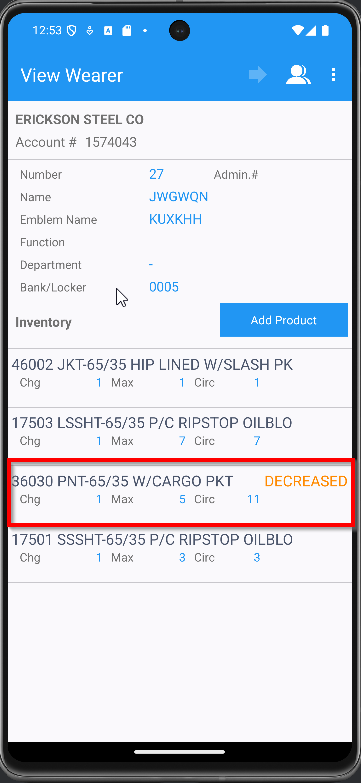 12:53
View Wearer
ERICKSON STEEL CO
Account # 1574043
Number 27 Admin.#
Name JWGWQN
Emblem Name KUXKHH
Function
Department -
Bank/Locker 0005
Inventory Add Product
46002 JKT-65/35 HIP LINED W/SLASH PK
Chg 1 Max 1 Circ 1
17503 LSSHT-65/35 P/C RIPSTOP OILBLO
Chg 1 Max 7 Circ 7
36030 PNT-65/35 W/CARGO PKT DECREASED
Chg 1 Max 5 Circ 11
17501 SSSHT-65/35 P/C RIPSTOP OILBLO
Chg 1 Max 3 Circ 3